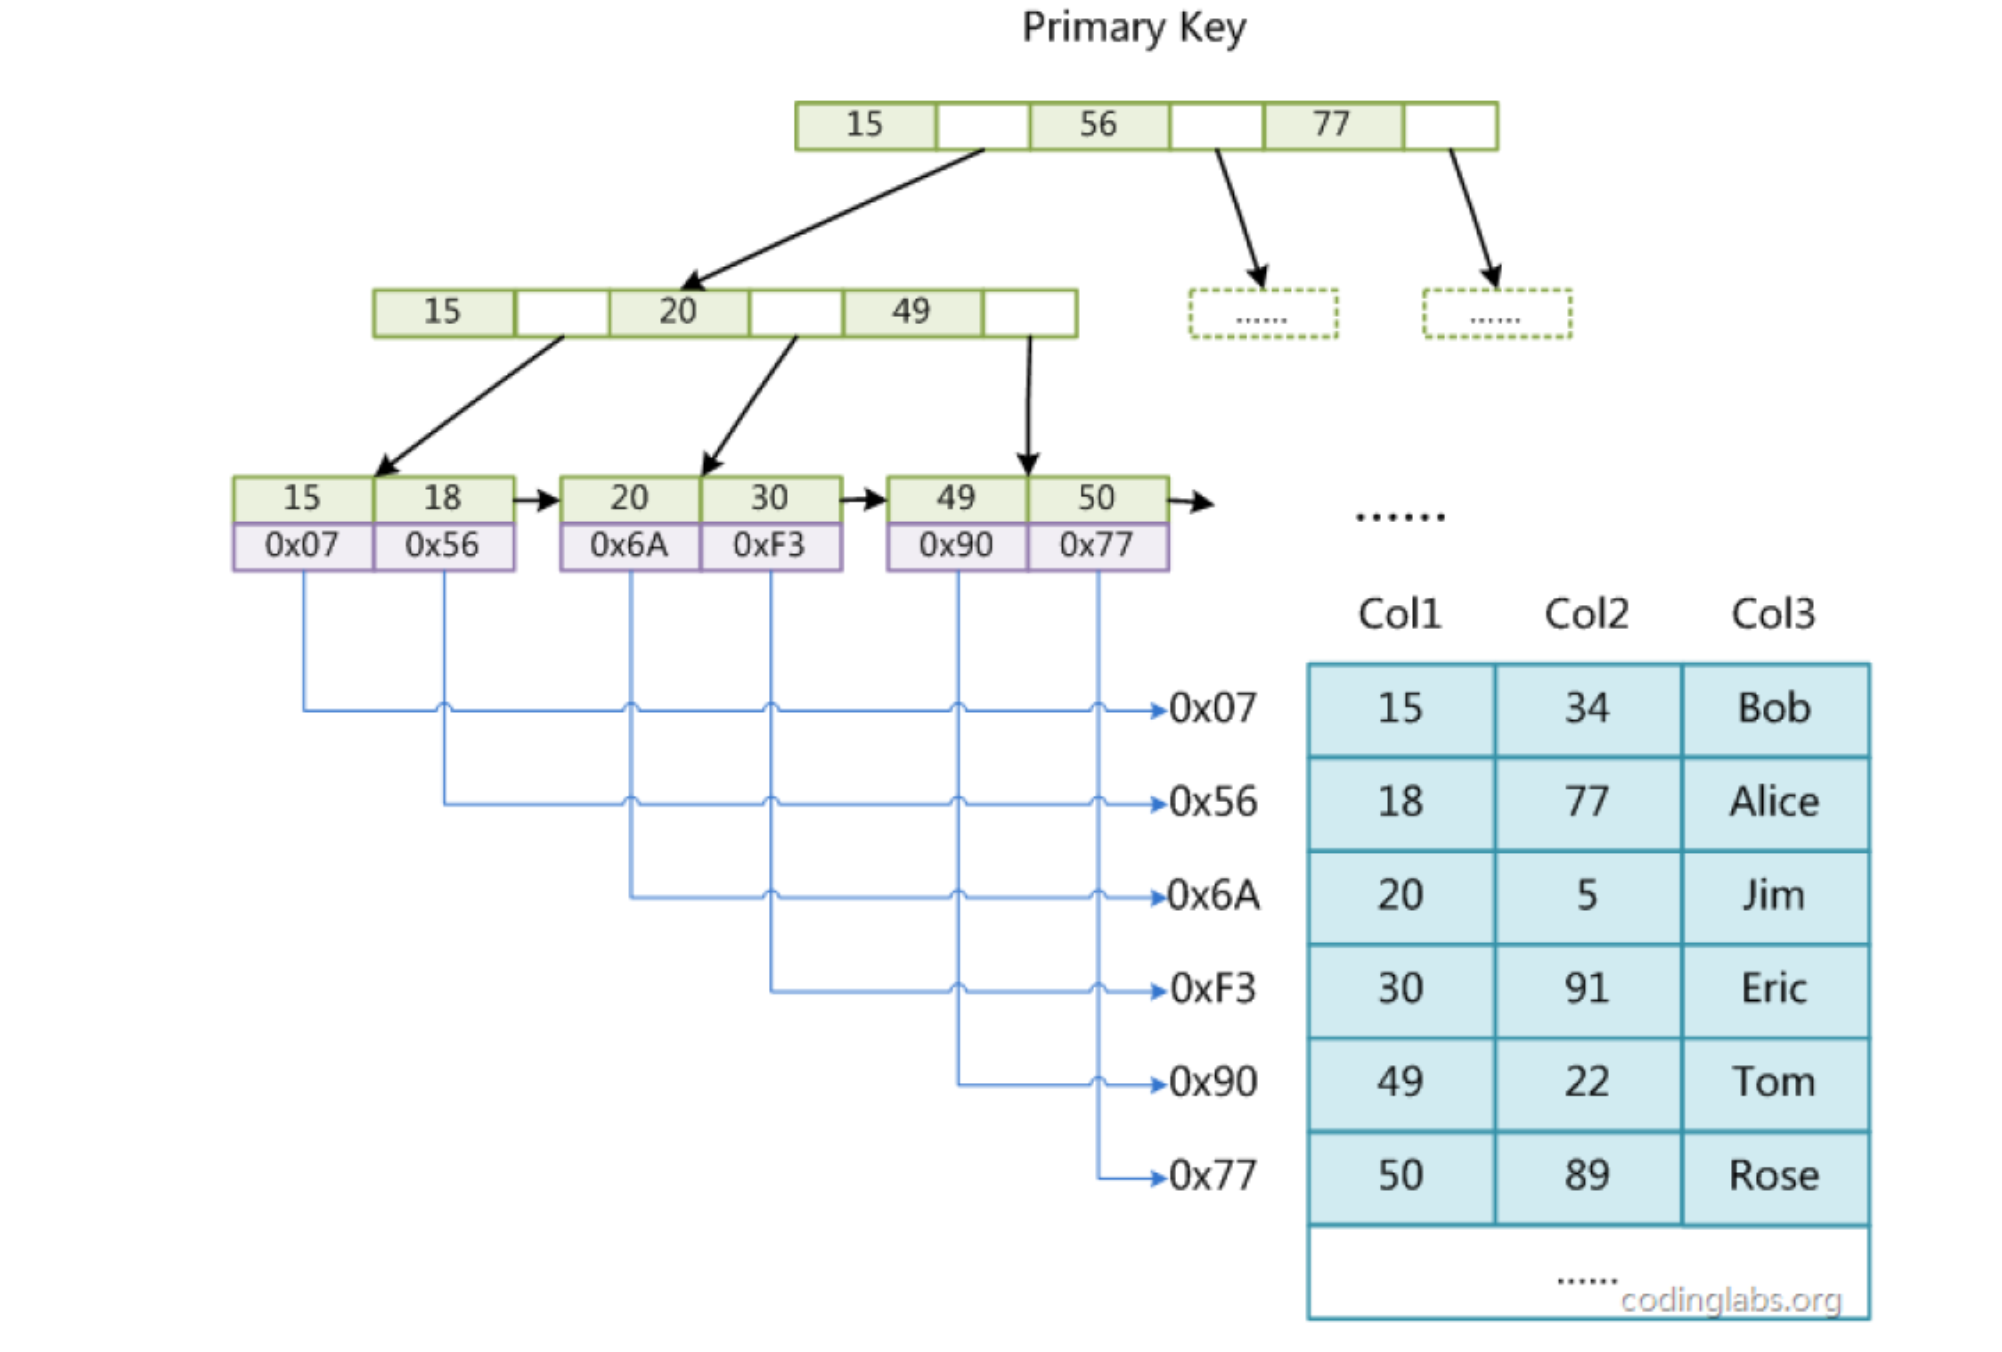 Primary Key
15 56 77
15 20 49 ...... ......
15 18 20 30 49 50
0x07 0x56 0x6A 0xF3 0x90 0x77
......
Col1 Col2 Col3
0x07 15 34 Bob
0x56 18 77 Alice
0x6A 20 5 Jim
0xF3 30 91 Eric
0x90 49 22 Tom
0x77 50 89 Rose
......
codinglabs.org